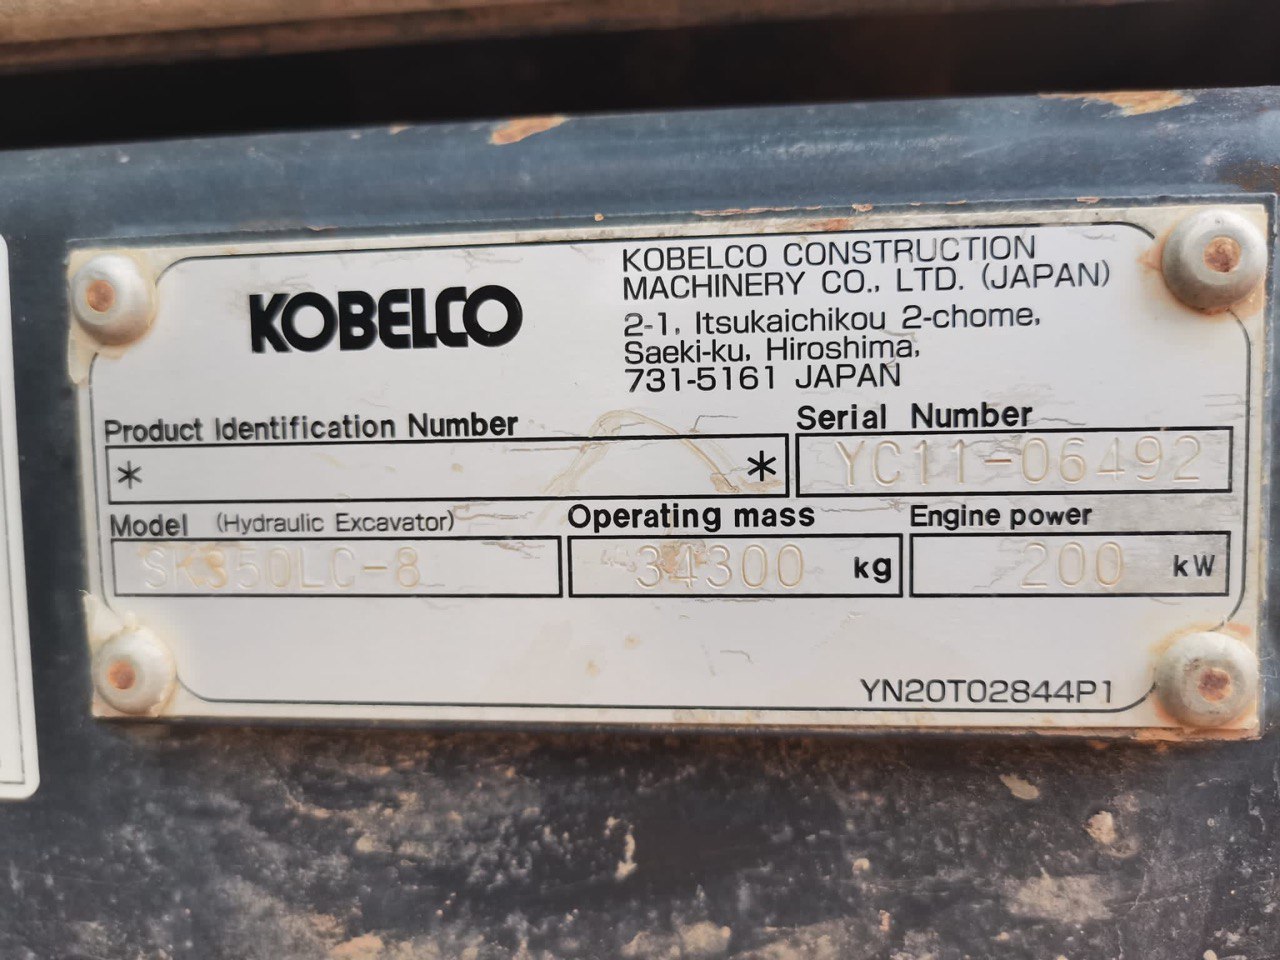 KOBELCO
KOBELCO CONSTRUCTION
MACHINERY CO., LTD. (JAPAN)
2-1, Itsukaichikou 2-chome,
Saeki-ku, Hiroshima,
731-5161 JAPAN
Product Identification Number
* *
Serial Number
YC11-06492
Model (Hydraulic Excavator)
SK350LC-8
Operating mass
34300 kg
Engine power
200 kW
YN20T02844P1